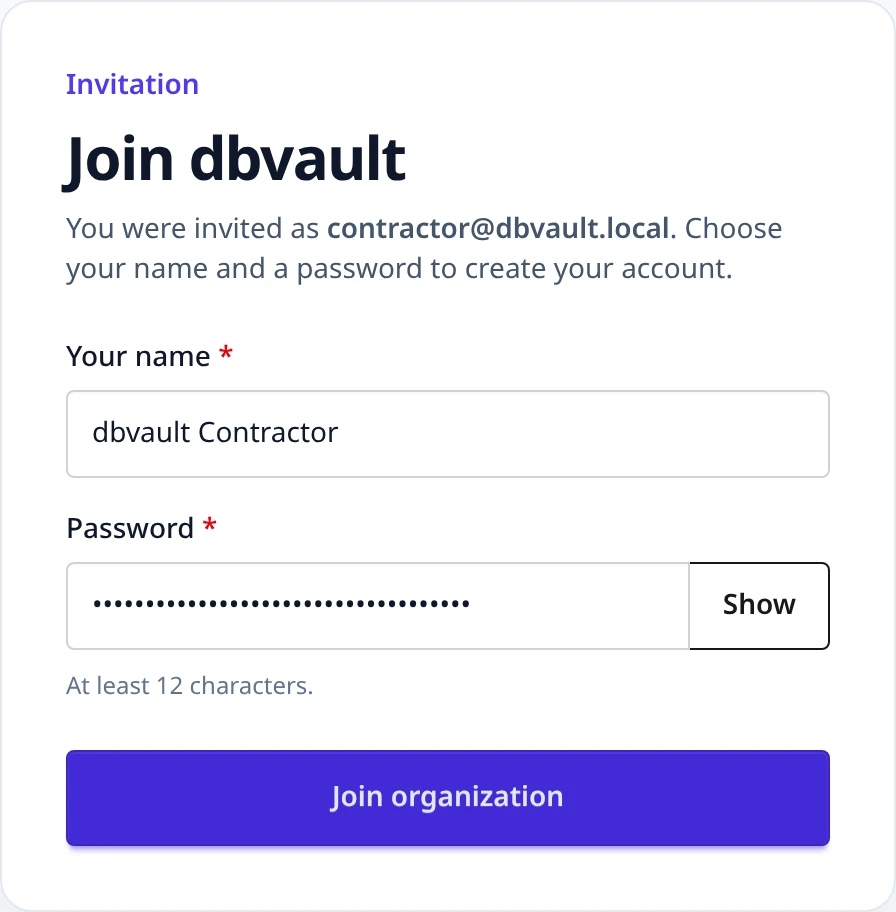 Invitation
Join dbvault
You were invited as contractor@dbvault.local. Choose
your name and a password to create your account.
Your name *
dbvault Contractor
Password *
••••••••••••••••••••••••••••••••••••
Show
At least 12 characters.
Join organization